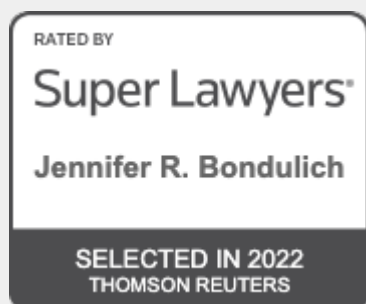 RATED BY
Super Lawyers®
Jennifer R. Bondulich
SELECTED IN 2022
THOMSON REUTERS